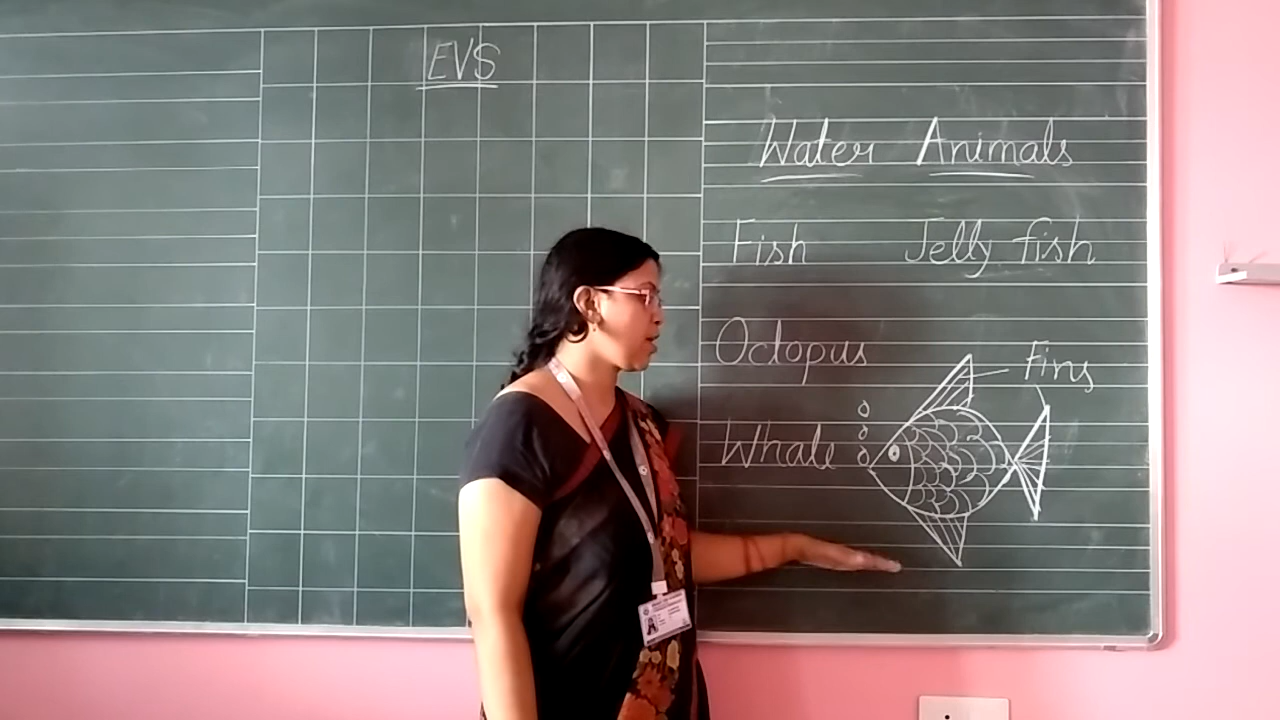 EVS
Water Animals
Fish Jelly fish
Octopus
Fins
Whale